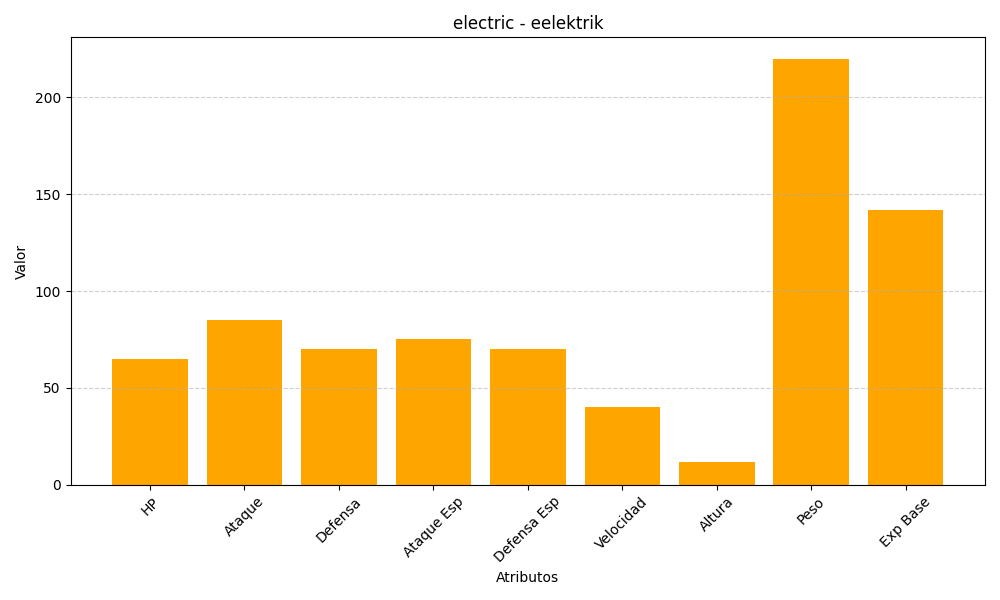 electric - eelektrik
Valor
200
150
100
50
0
HP
Ataque
Defensa
Ataque Esp
Defensa Esp
Velocidad
Altura
Peso
Exp Base
Atributos